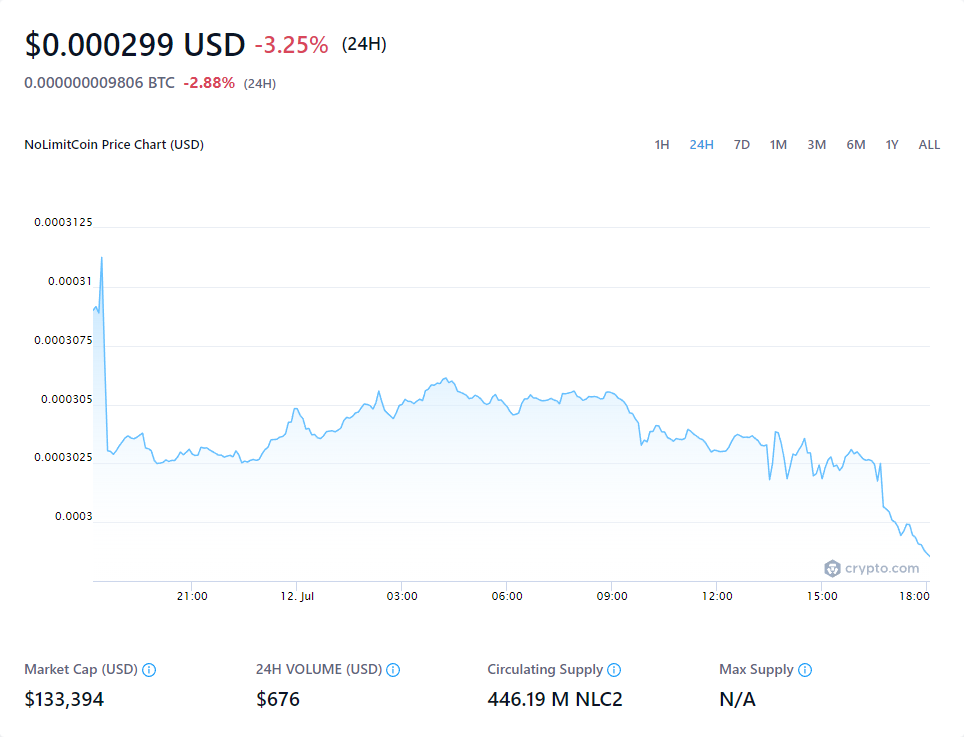 $0.000299 USD -3.25% (24H)
0.000000009806 BTC -2.88% (24H)
NoLimitCoin Price Chart (USD) 1H 24H 7D 1M 3M 6M 1Y ALL
0.0003125
0.00031
0.0003075
0.000305
0.0003025
0.0003
crypto.com
21:00 12. Jul 03:00 06:00 09:00 12:00 15:00 18:00
Market Cap (USD) 24H VOLUME (USD) Circulating Supply Max Supply
$133,394 $676 446.19 M NLC2 N/A